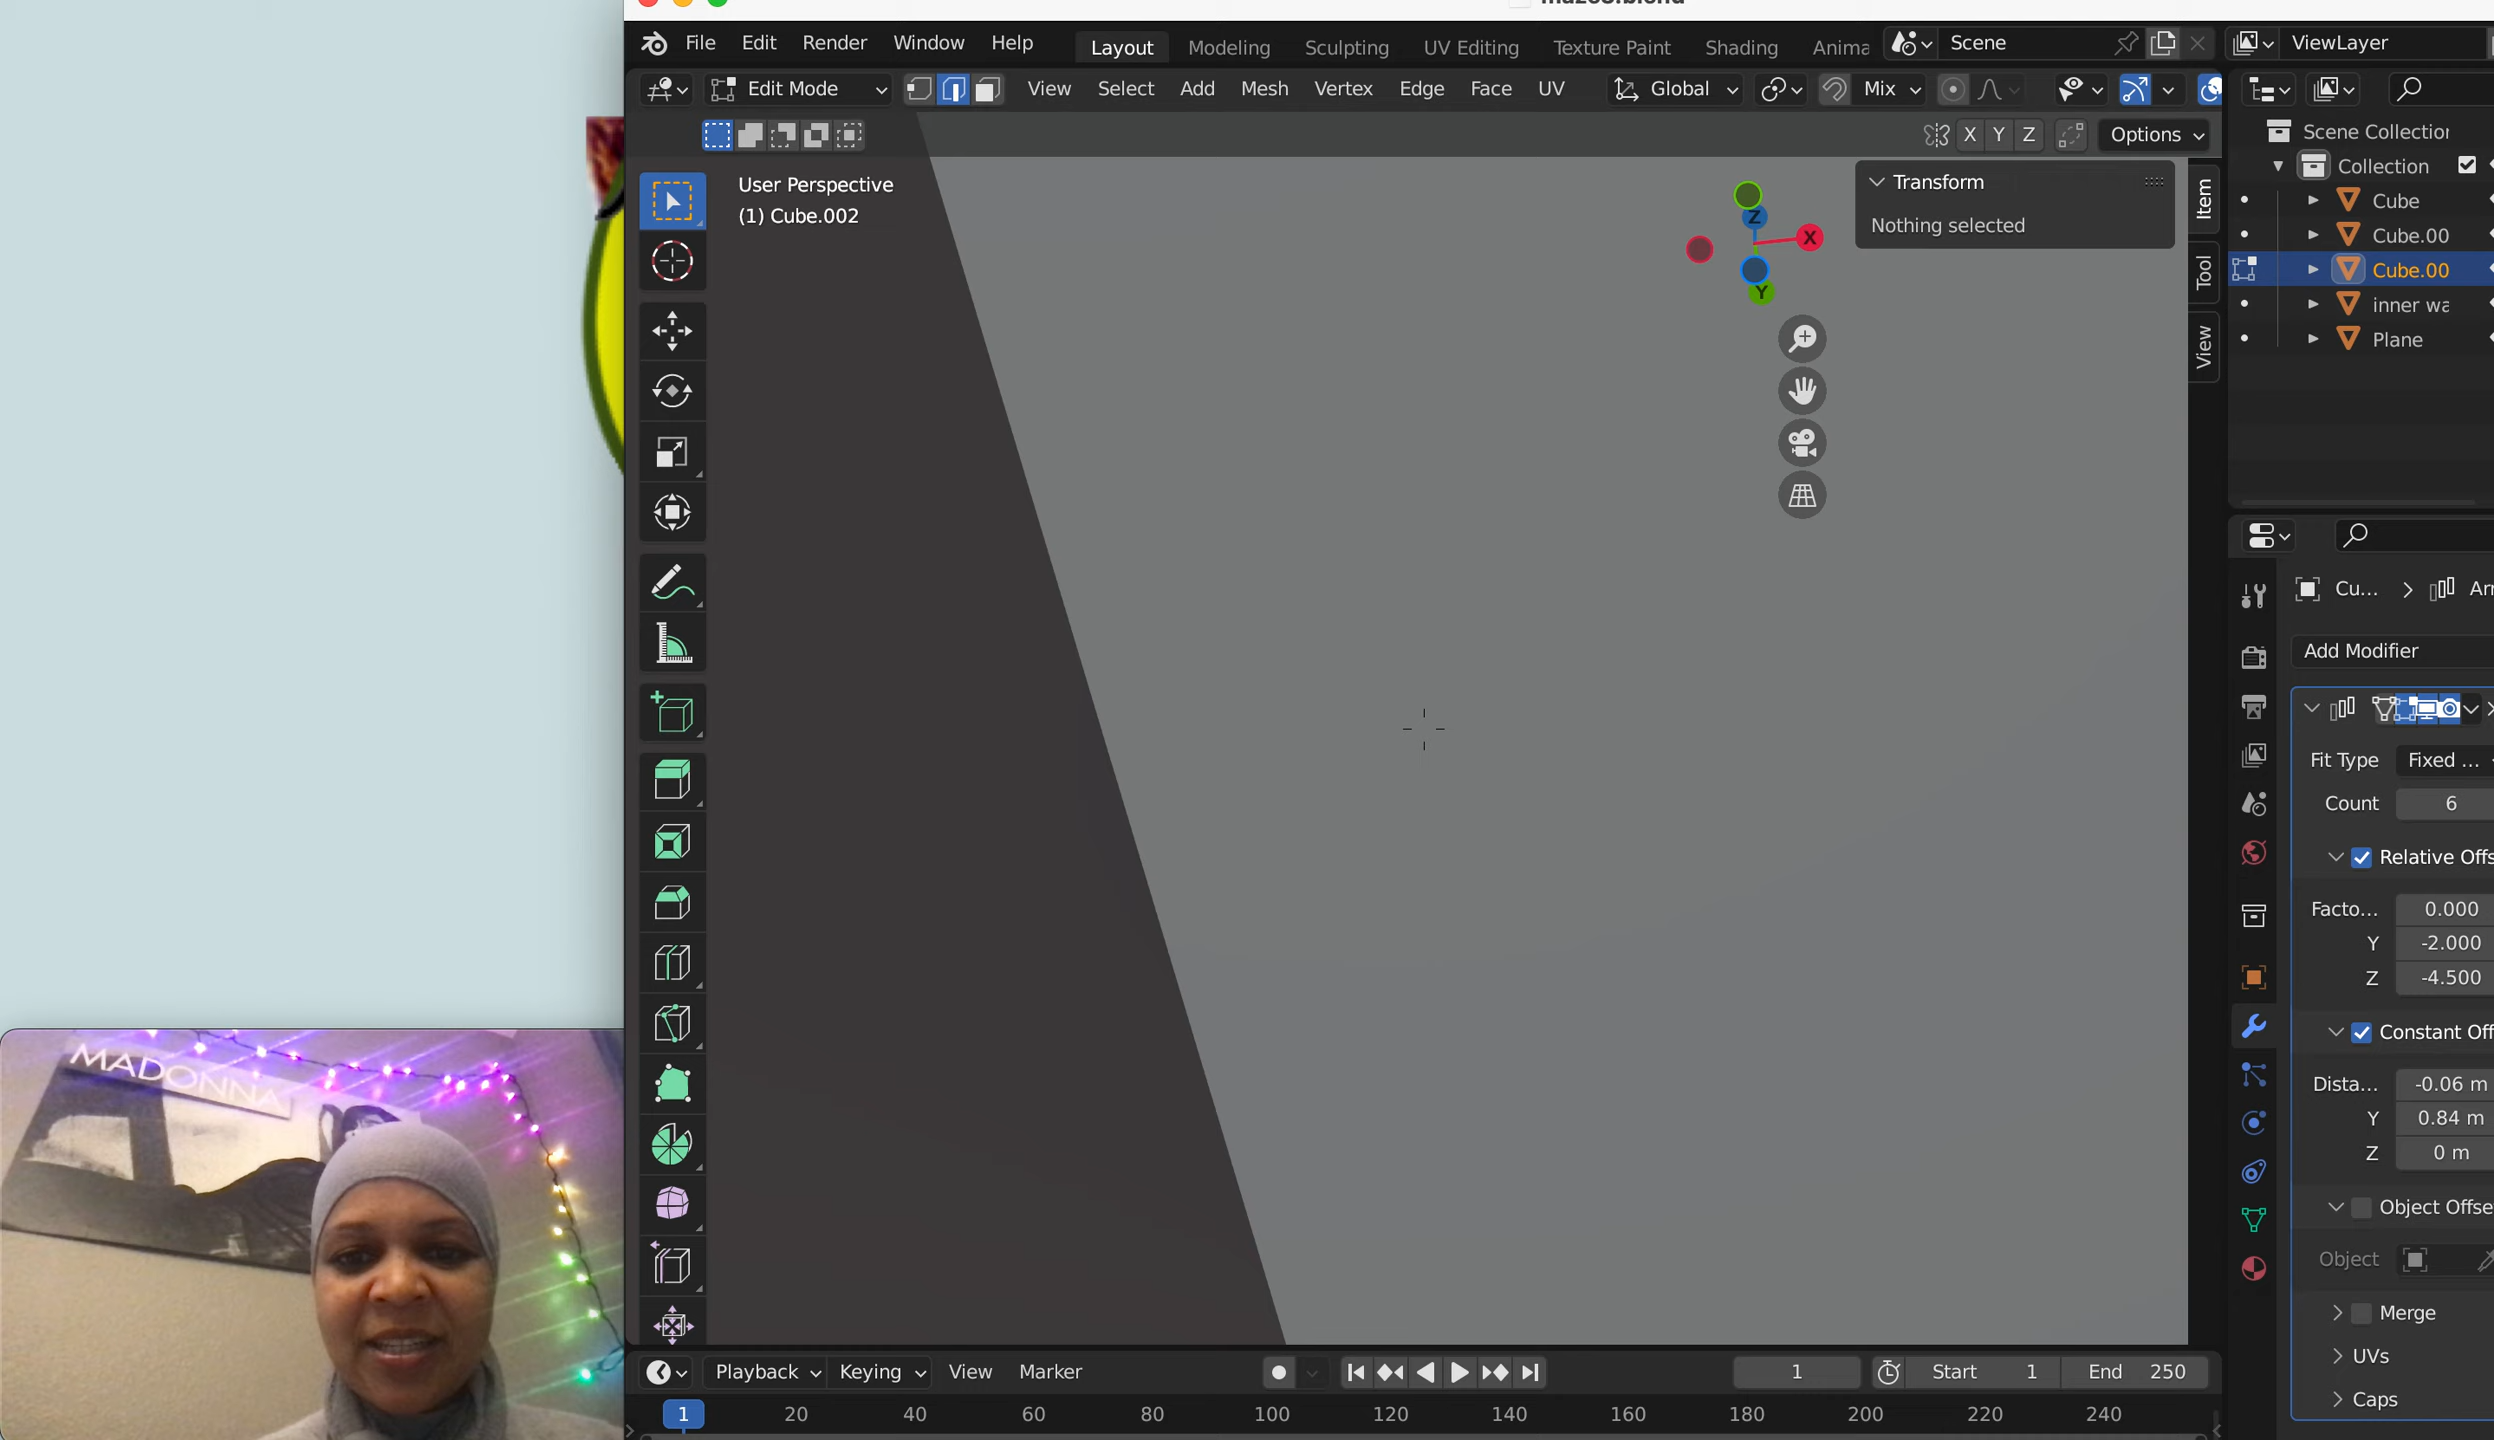 File Edit Render Window Help Layout Modeling Sculpting UV Editing Texture Paint Shading Anima Scene ViewLayer
Edit Mode View Select Add Mesh Vertex Edge Face UV Global Mix
X Y Z Options
User Perspective
(1) Cube.002
Z
X
Y
Transform
Nothing selected
Item
Tool
View
Scene Collection
Collection
Cube
Cube.00
Cube.00
inner wa
Plane
Cu... > Arr
Add Modifier
Fit Type Fixed ...
Count 6
Relative Offs
Facto... 0.000
Y -2.000
Z -4.500
Constant Off
Dista... -0.06 m
Y 0.84 m
Z 0 m
Object Offse
Object
Merge
UVs
Caps
MADONNA
Playback Keying View Marker 1 Start 1 End 250
1 20 40 60 80 100 120 140 160 180 200 220 240